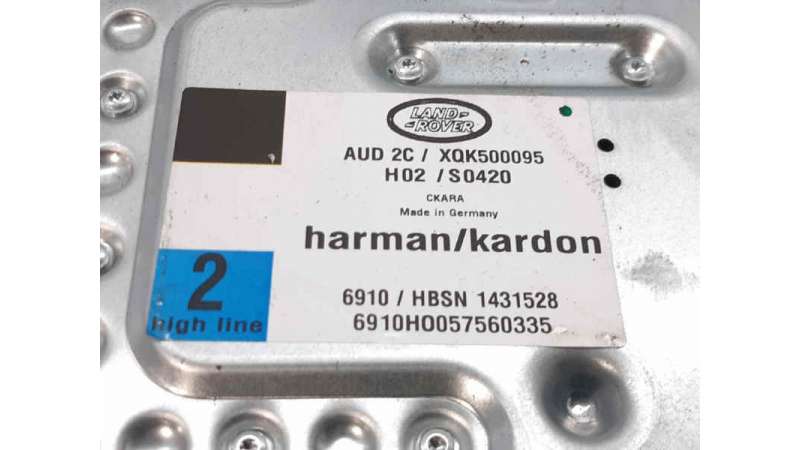 LAND-
-ROVER
AUD 2C / XQK500095
H02 / S0420
CKARA
Made in Germany
harman/kardon
2
high line
6910 / HBSN 1431528
6910HO057560335